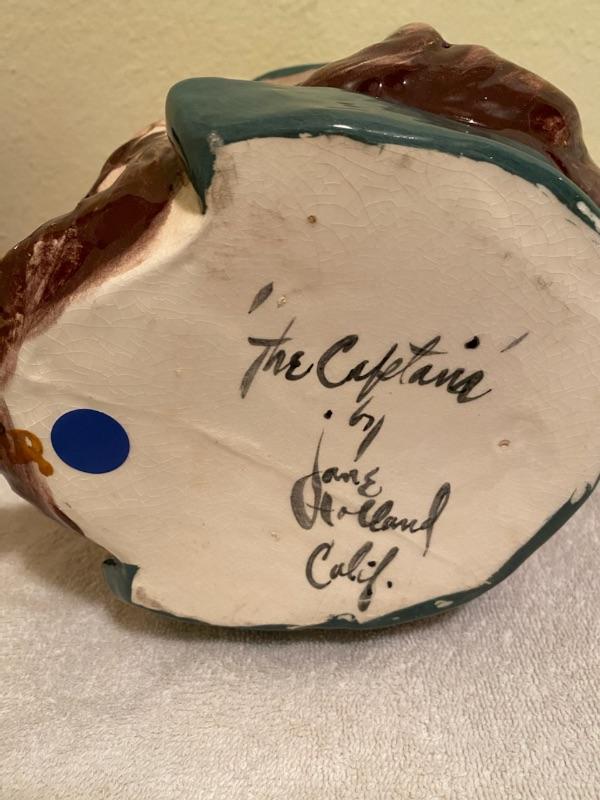 "The Captain"
by
Jane
Holland
Calif.